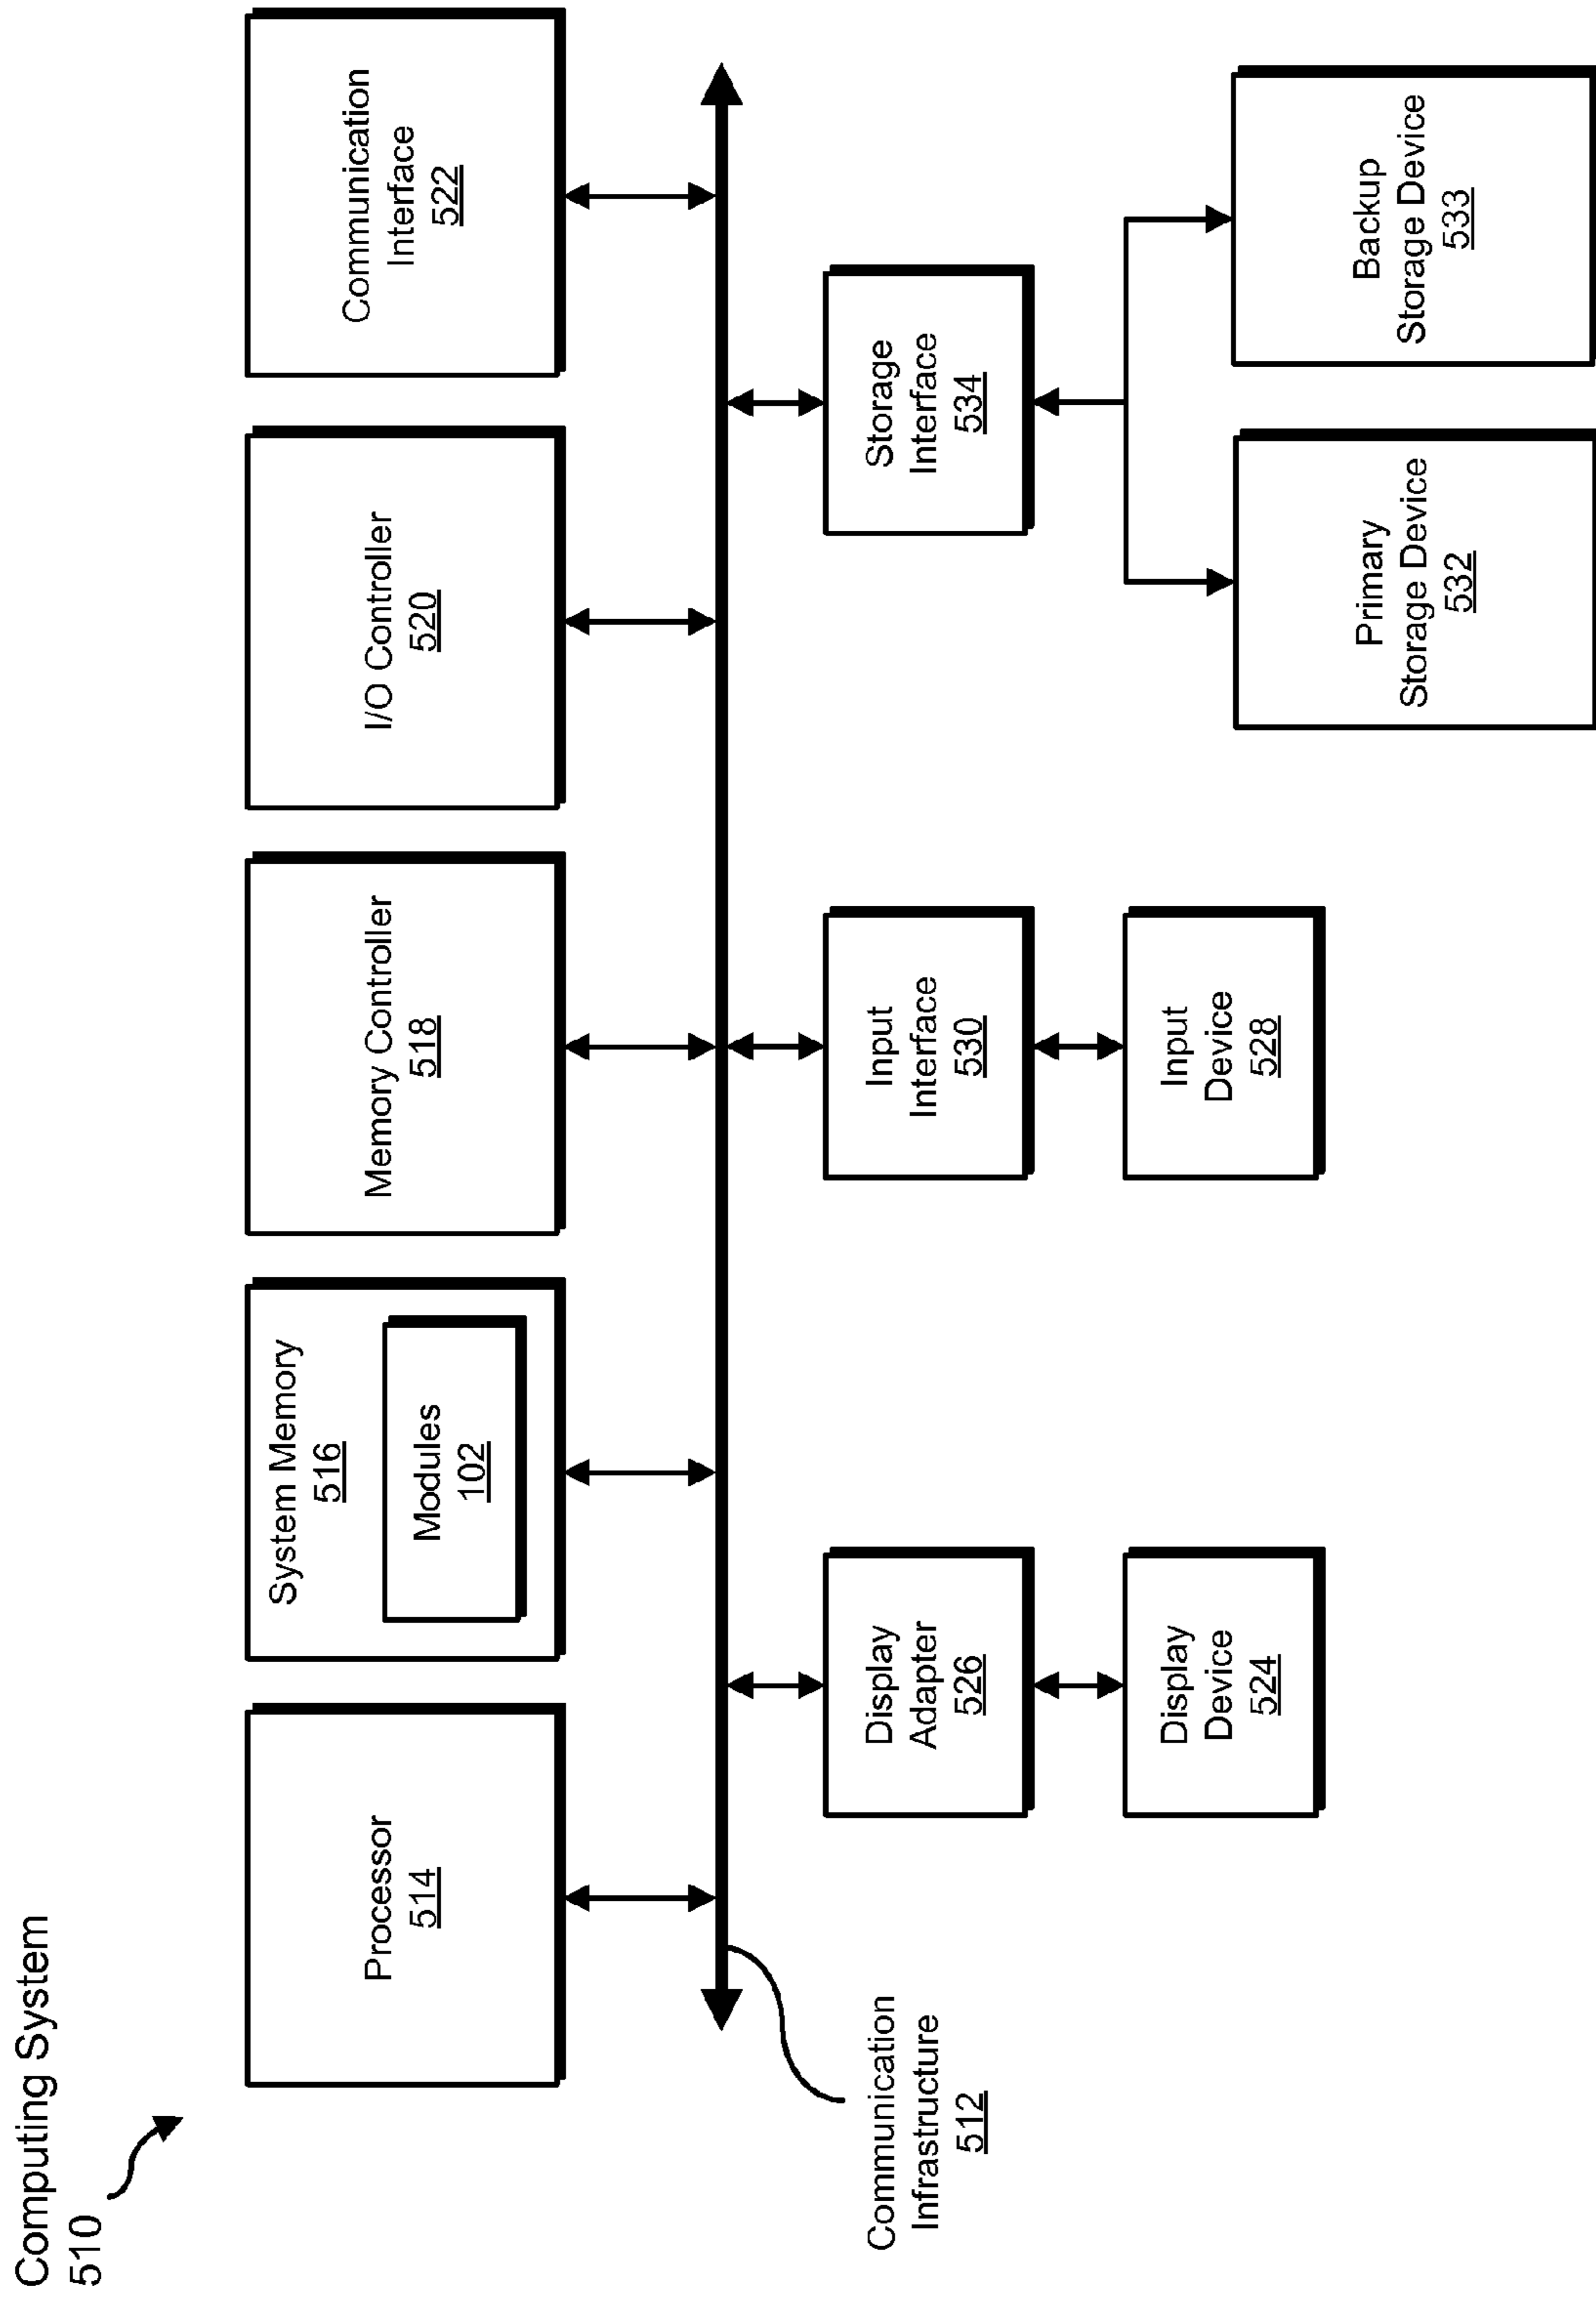 Computing System
510
Processor
514
System Memory
516
Modules
102
Memory Controller
518
I/O Controller
520
Communication
Interface
522
Communication
Infrastructure
512
Display
Adapter
526
Input
Interface
530
Storage
Interface
534
Display
Device
524
Input
Device
528
Primary
Storage Device
532
Backup
Storage Device
533